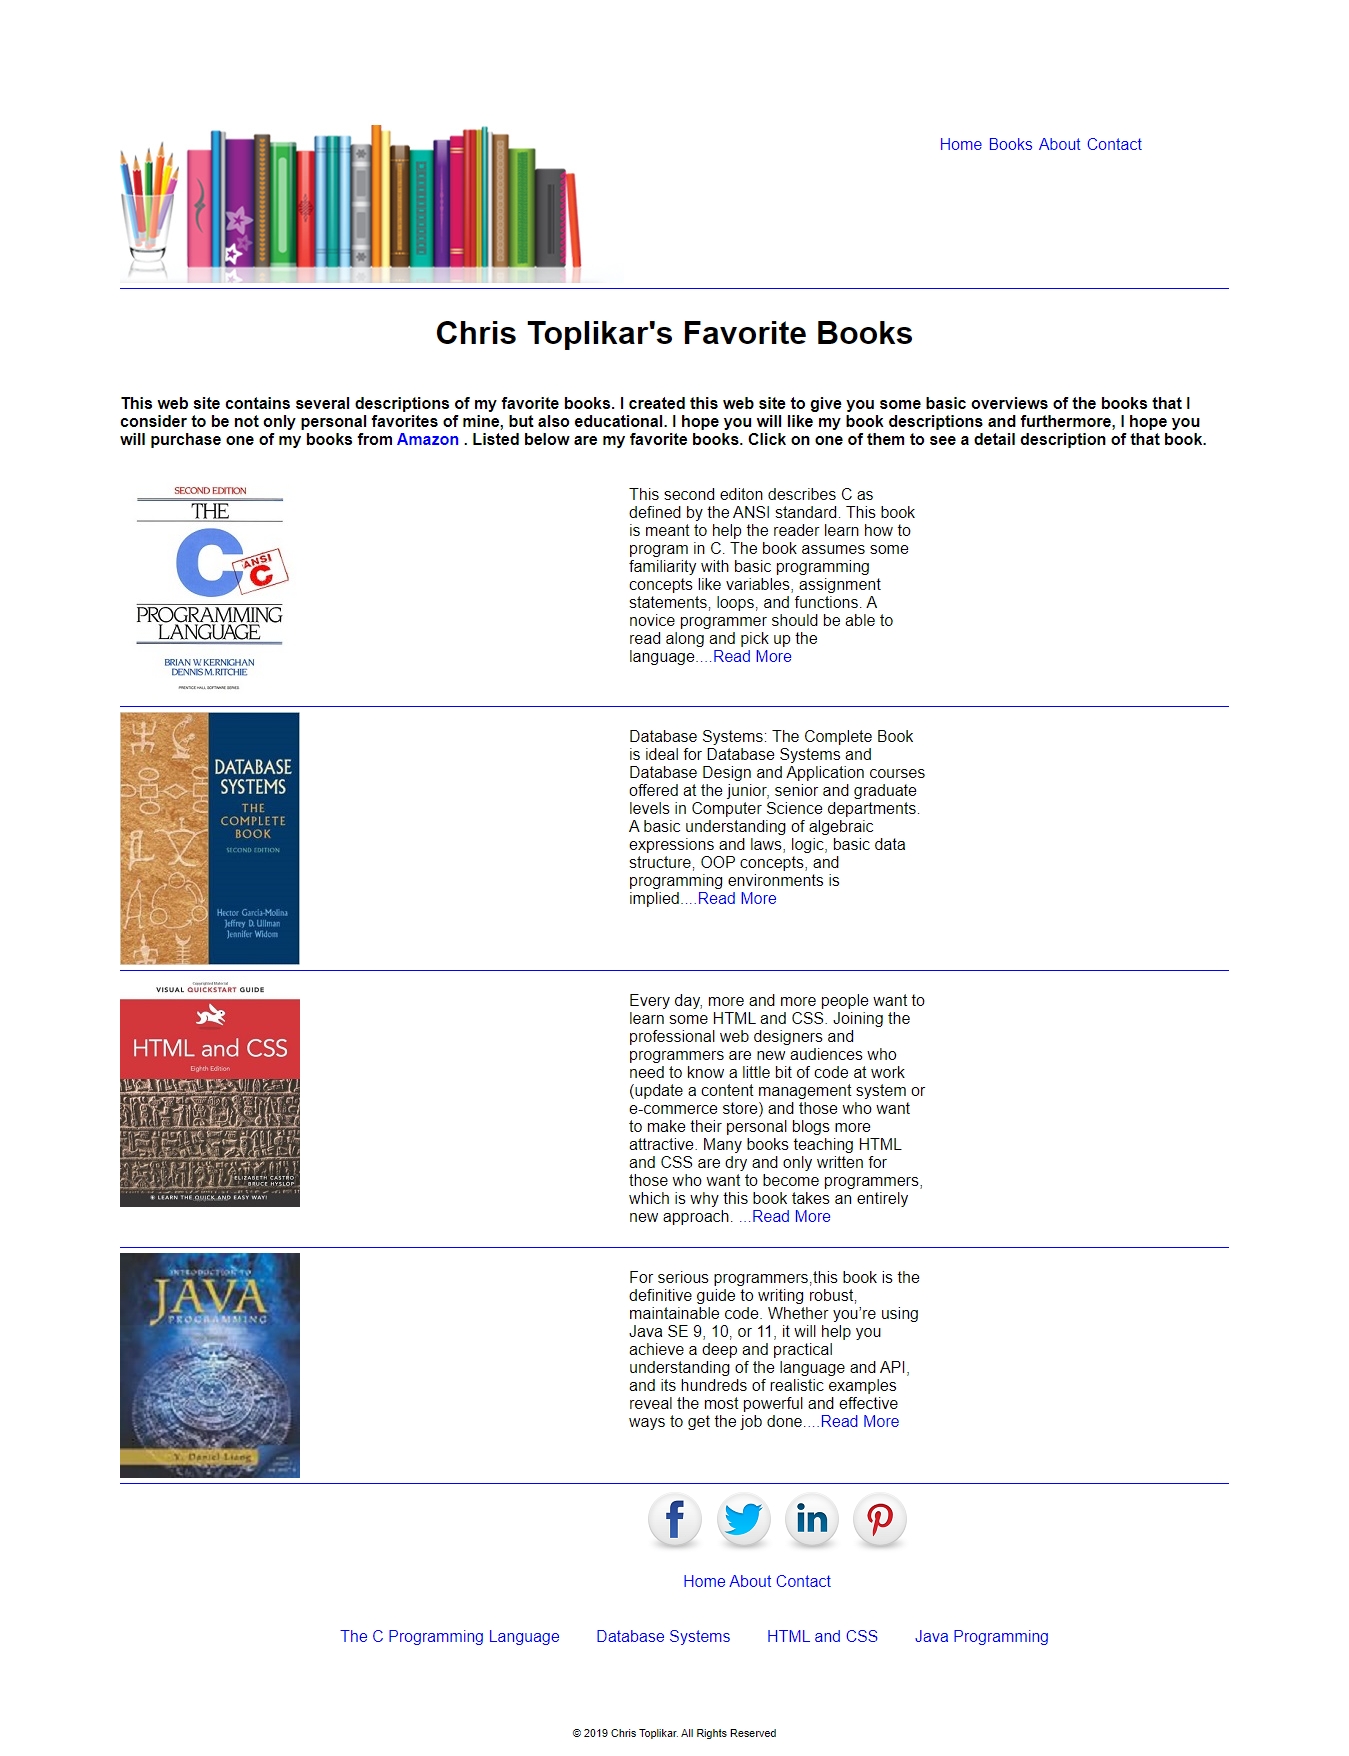 Home Books About Contact
Chris Toplikar's Favorite Books
This web site contains several descriptions of my favorite books. I created this web site to give you some basic overviews of the books that I
consider to be not only personal favorites of mine, but also educational. I hope you will like my book descriptions and furthermore, I hope you
will purchase one of my books from Amazon . Listed below are my favorite books. Click on one of them to see a detail description of that book.
SECOND EDITION
THE
C
ANSI
C
PROGRAMMING
LANGUAGE
BRIAN W. KERNIGHAN
DENNIS M. RITCHIE
PRENTICE HALL SOFTWARE SERIES
This second editon describes C as
defined by the ANSI standard. This book
is meant to help the reader learn how to
program in C. The book assumes some
familiarity with basic programming
concepts like variables, assignment
statements, loops, and functions. A
novice programmer should be able to
read along and pick up the
language....Read More
DATABASE
SYSTEMS
THE
COMPLETE
BOOK
SECOND EDITION
Hector Garcia-Molina
Jeffrey D. Ullman
Jennifer Widom
Database Systems: The Complete Book
is ideal for Database Systems and
Database Design and Application courses
offered at the junior, senior and graduate
levels in Computer Science departments.
A basic understanding of algebraic
expressions and laws, logic, basic data
structure, OOP concepts, and
programming environments is
implied....Read More
Copyrighted Material
VISUAL QUICKSTART GUIDE
HTML and CSS
Eighth Edition
ELIZABETH CASTRO
BRUCE HYSLOP
LEARN THE QUICK AND EASY WAY!
Every day, more and more people want to
learn some HTML and CSS. Joining the
professional web designers and
programmers are new audiences who
need to know a little bit of code at work
(update a content management system or
e-commerce store) and those who want
to make their personal blogs more
attractive. Many books teaching HTML
and CSS are dry and only written for
those who want to become programmers,
which is why this book takes an entirely
new approach. ...Read More
INTRODUCTION TO
JAVA
PROGRAMMING
Y. Daniel Liang
For serious programmers,this book is the
definitive guide to writing robust,
maintainable code. Whether you’re using
Java SE 9, 10, or 11, it will help you
achieve a deep and practical
understanding of the language and API,
and its hundreds of realistic examples
reveal the most powerful and effective
ways to get the job done....Read More
f
in
Home About Contact
The C Programming Language Database Systems HTML and CSS Java Programming
© 2019 Chris Toplikar. All Rights Reserved